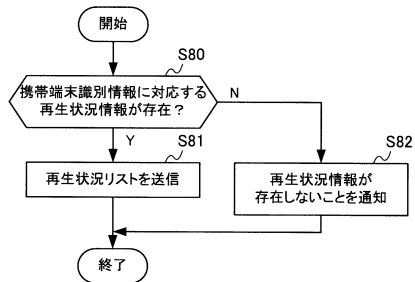 開始
S80
携帯端末識別情報に対応する
再生状況情報が存在？
N
Y
S81
再生状況リストを送信
S82
再生状況情報が
存在しないことを通知
終了